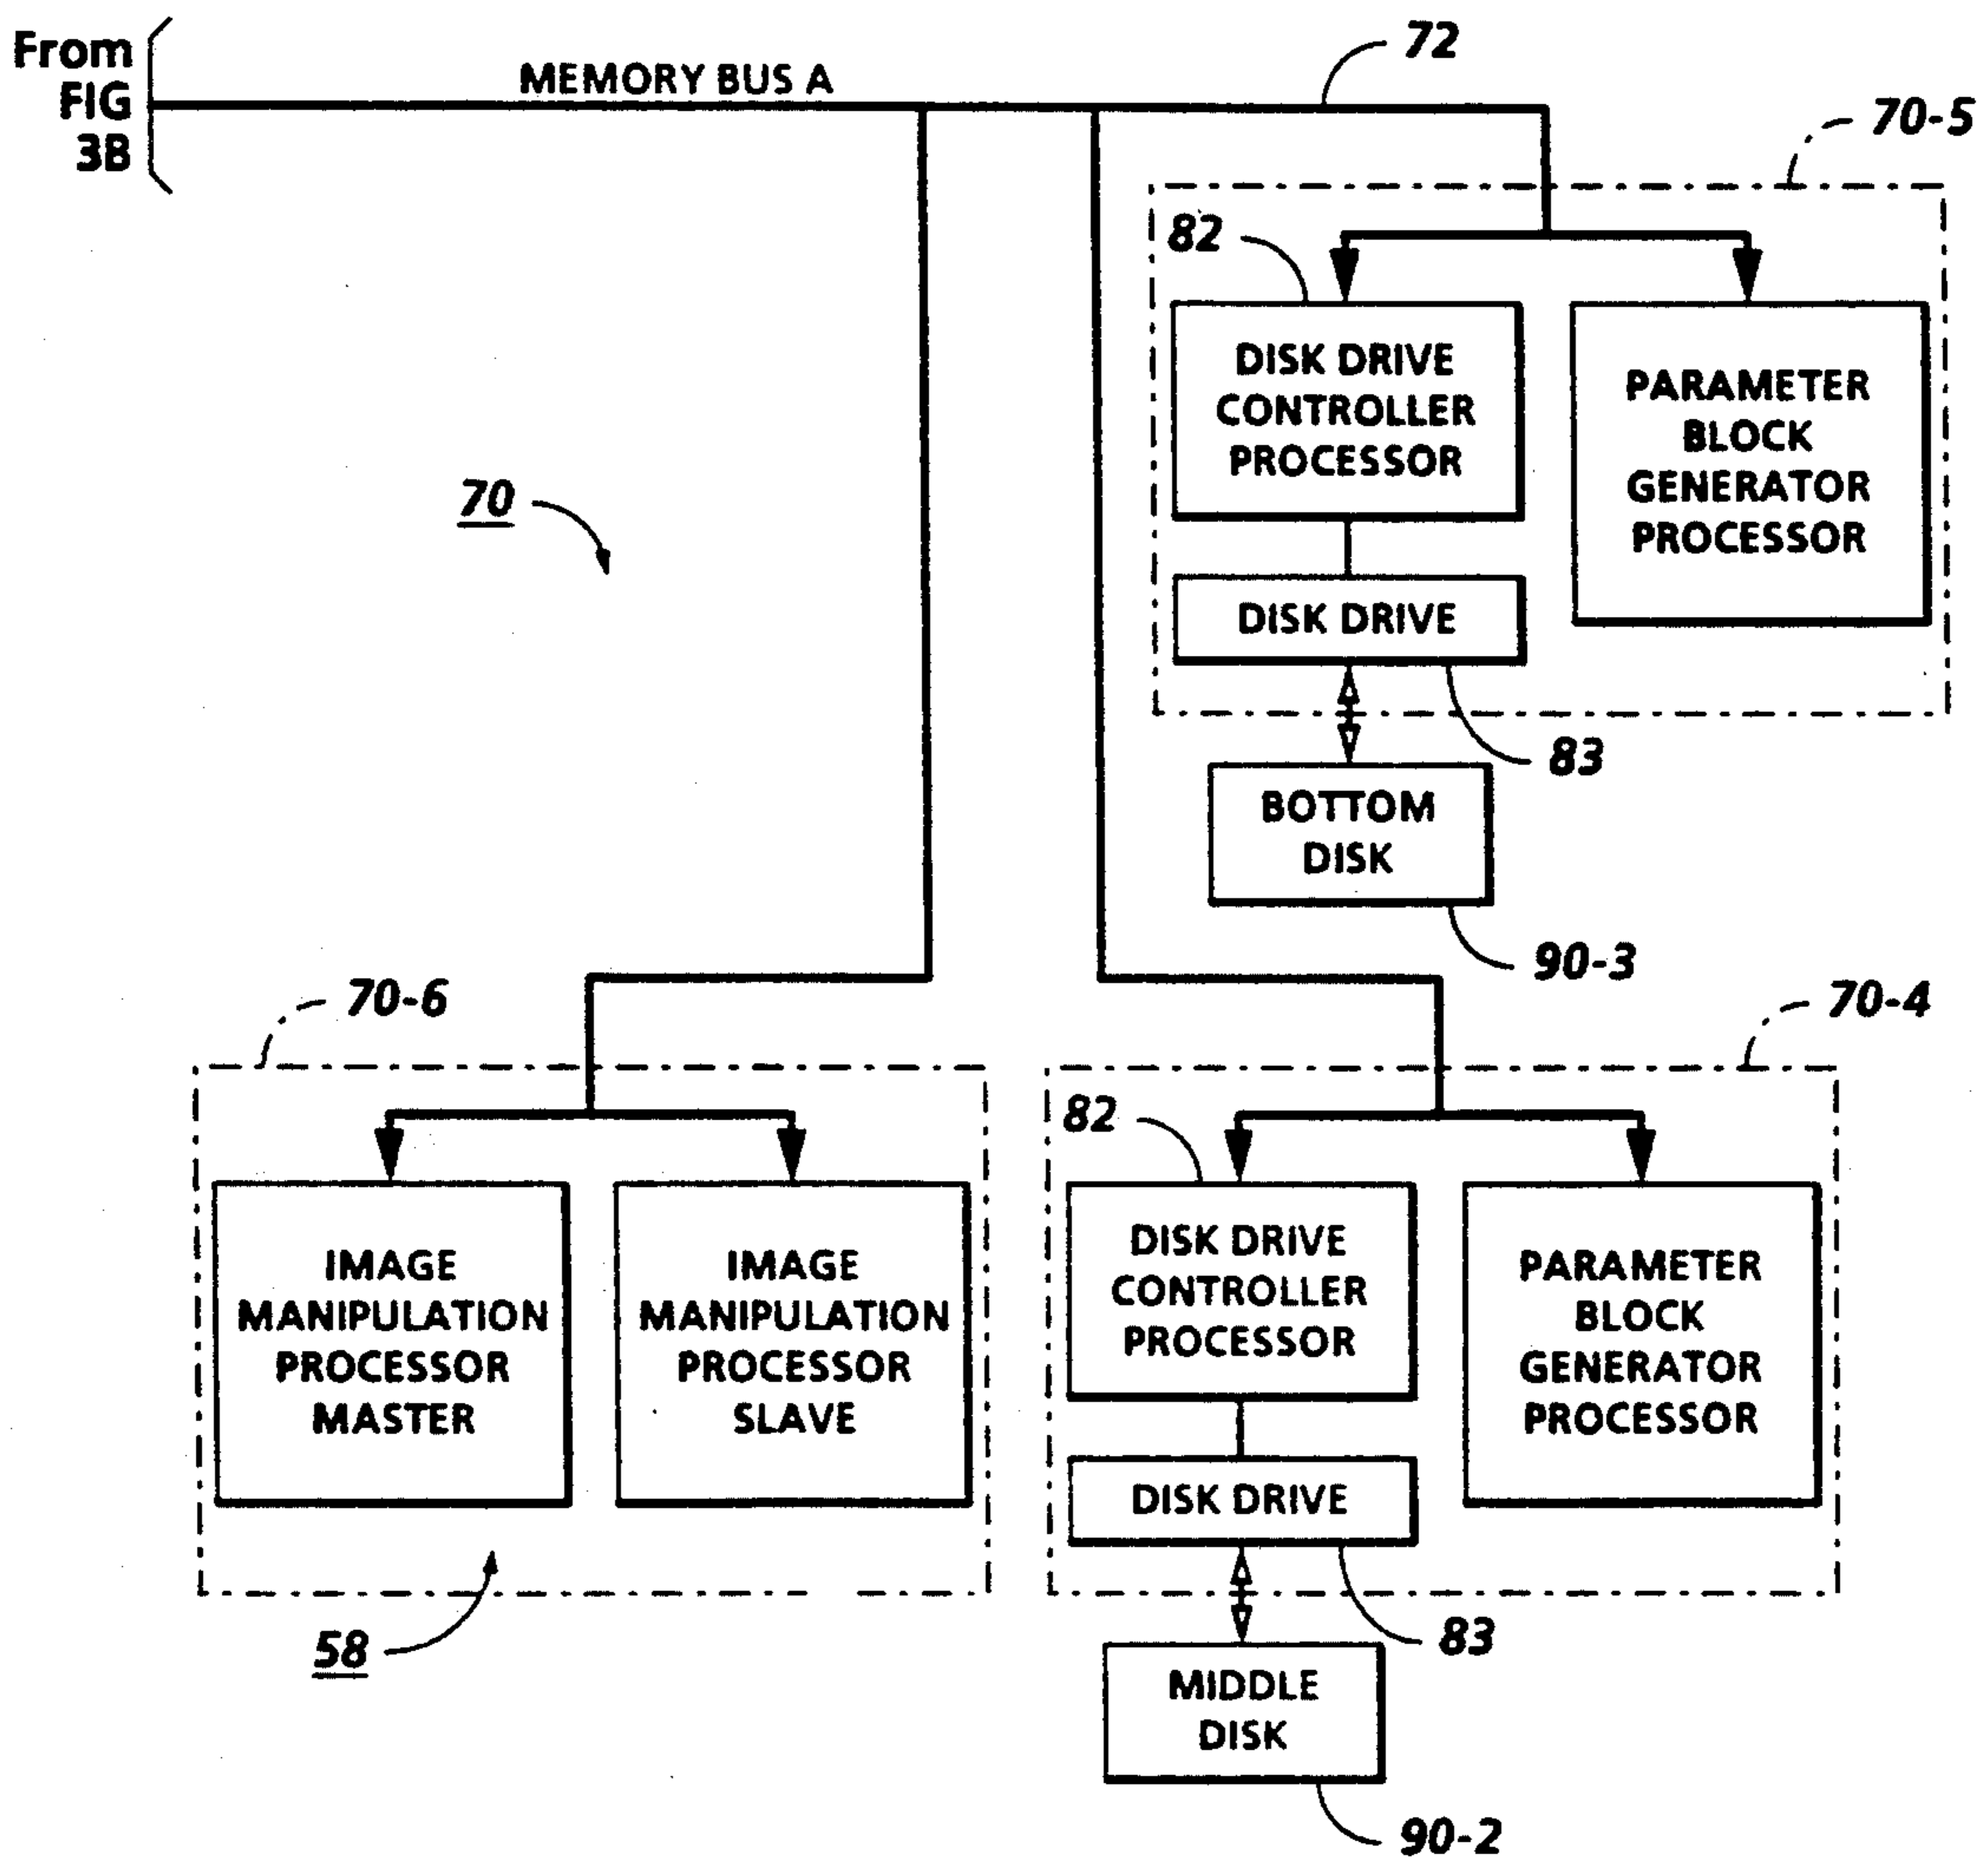 From
FIG
3B
MEMORY BUS A
72
70-5
82
DISK DRIVE
CONTROLLER
PROCESSOR
PARAMETER
BLOCK
GENERATOR
PROCESSOR
70
DISK DRIVE
83
BOTTOM
DISK
90-3
70-6
70-4
82
IMAGE
MANIPULATION
PROCESSOR
MASTER
IMAGE
MANIPULATION
PROCESSOR
SLAVE
DISK DRIVE
CONTROLLER
PROCESSOR
PARAMETER
BLOCK
GENERATOR
PROCESSOR
DISK DRIVE
58
83
MIDDLE
DISK
90-2